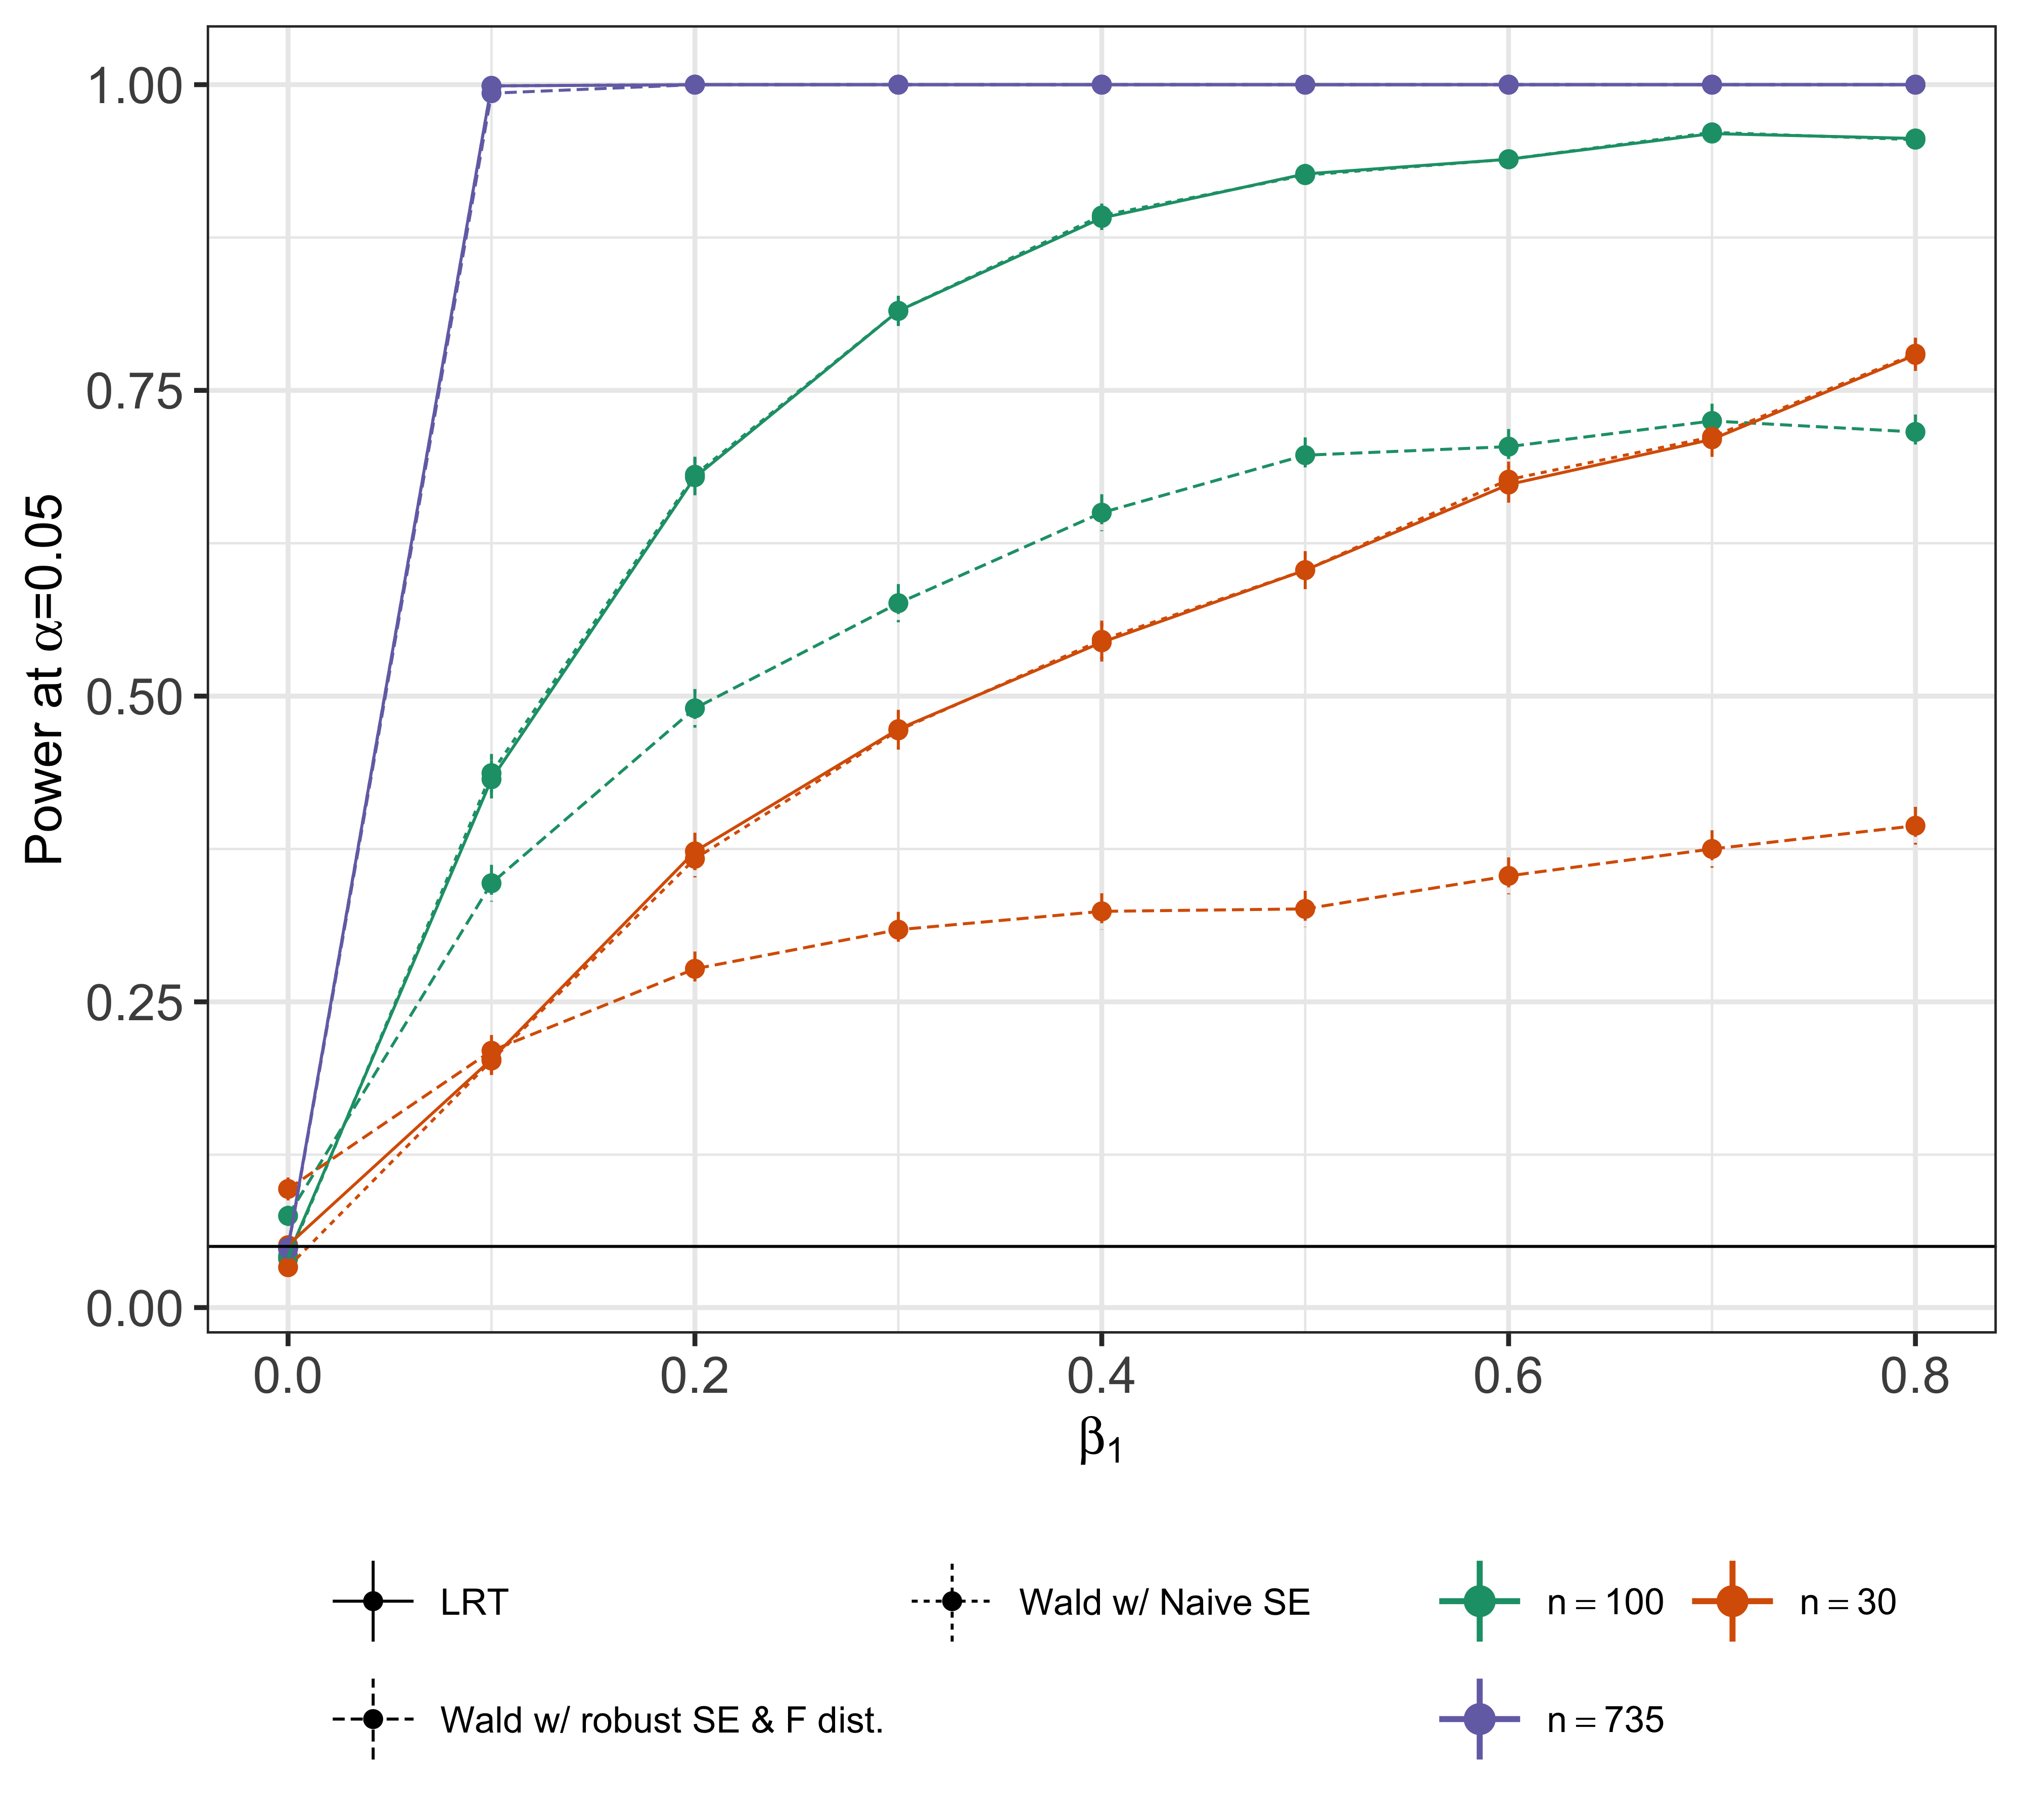 Power at α=0.05
1.00
0.75
0.50
0.25
0.00
0.0 0.2 0.4 0.6 0.8
β1
LRT Wald w/ Naive SE n = 100 n = 30
Wald w/ robust SE & F dist. n = 735